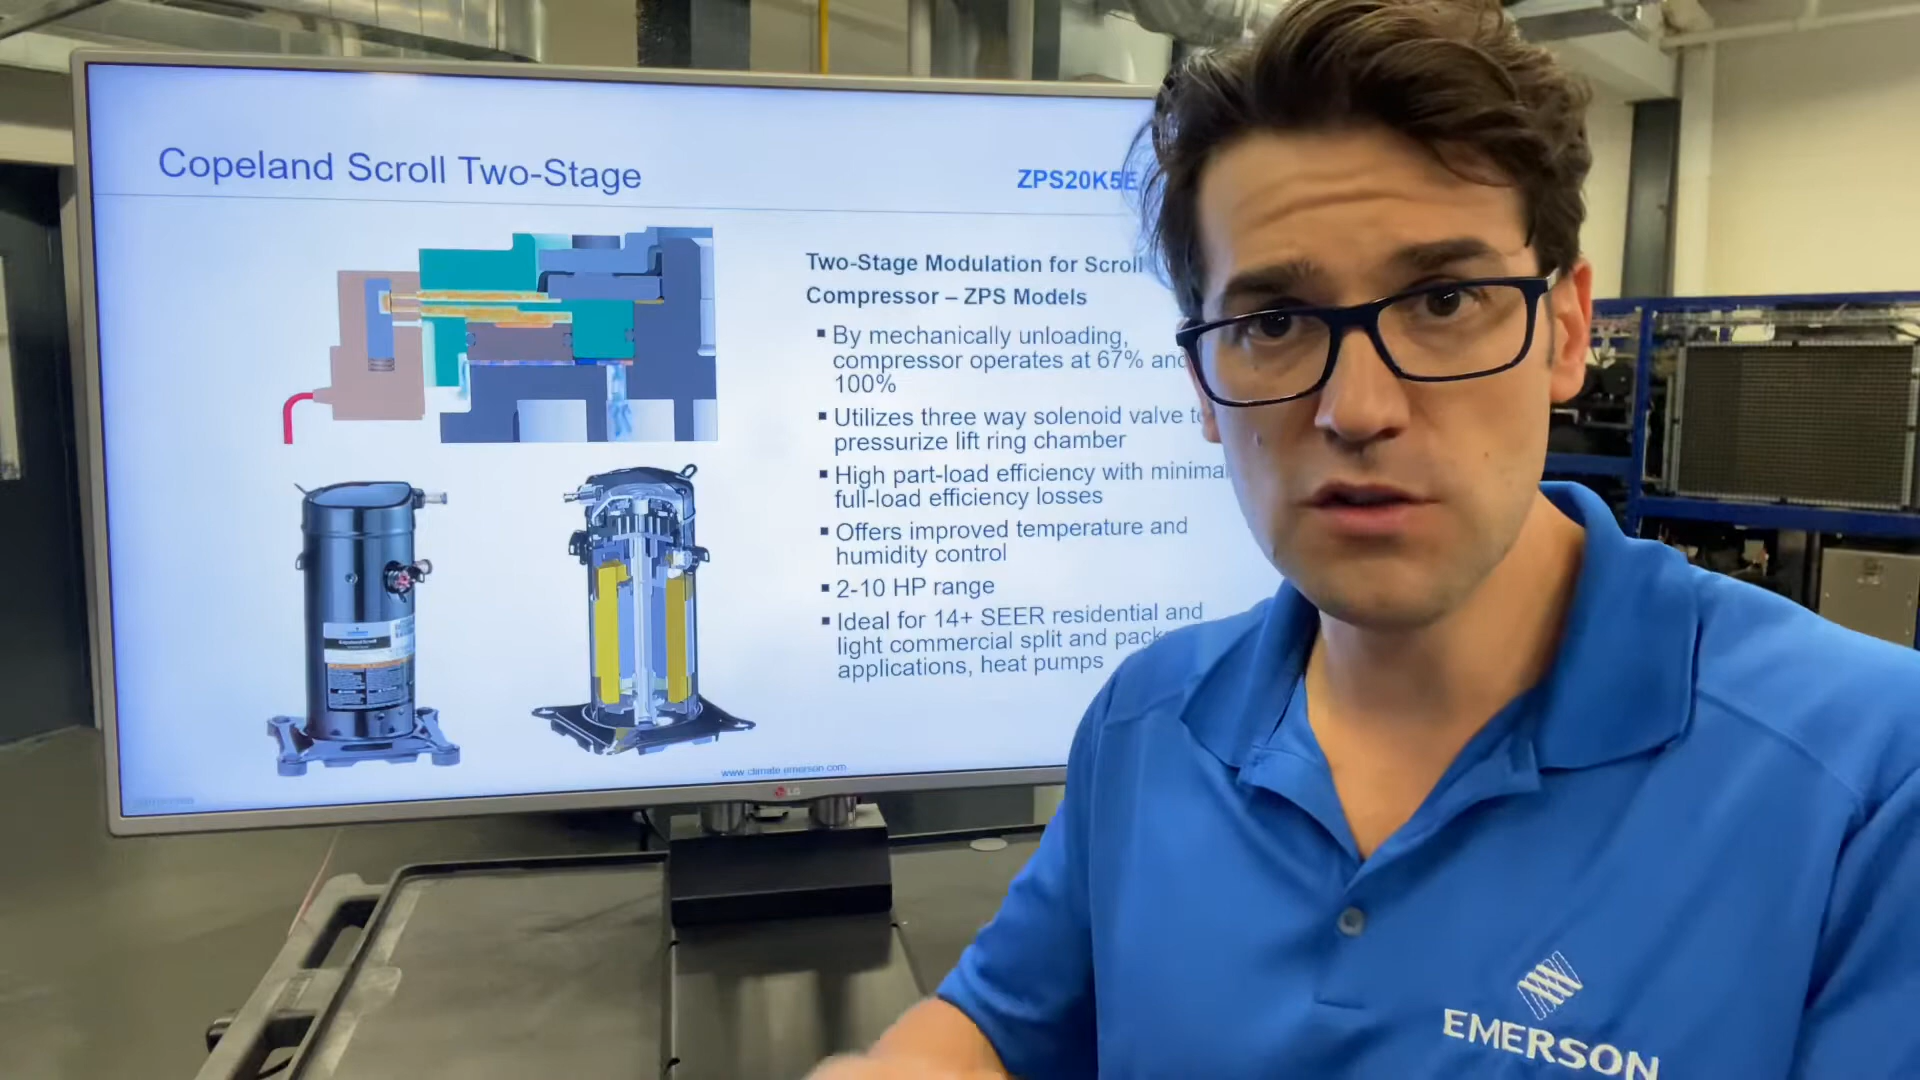 Copeland Scroll Two-Stage
ZPS20K5E
Two-Stage Modulation for Scroll
Compressor – ZPS Models
▪ By mechanically unloading,
compressor operates at 67% and
100%
▪ Utilizes three way solenoid valve to
pressurize lift ring chamber
▪ High part-load efficiency with minimal
full-load efficiency losses
▪ Offers improved temperature and
humidity control
▪ 2-10 HP range
▪ Ideal for 14+ SEER residential and
light commercial split and pack
applications, heat pumps
www.climate.emerson.com
LG
EMERSON